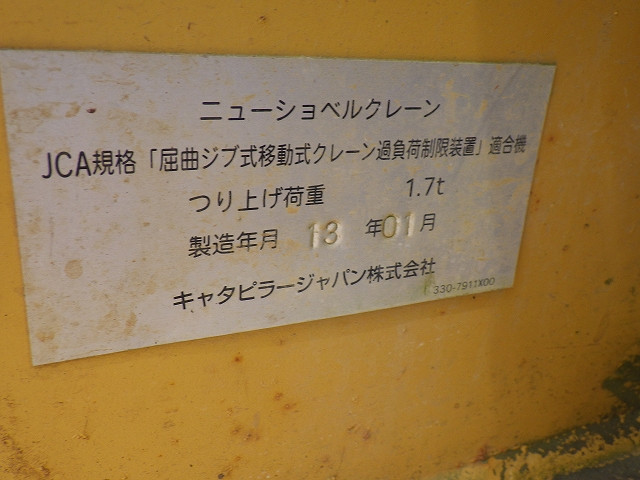 ニューショベルクレーン
JCA規格「屈曲ジブ式移動式クレーン過負荷制限装置」適合機
つり上げ荷重 1.7t
製造年月 13 年01月
キャタピラージャパン株式会社
330-7911X00